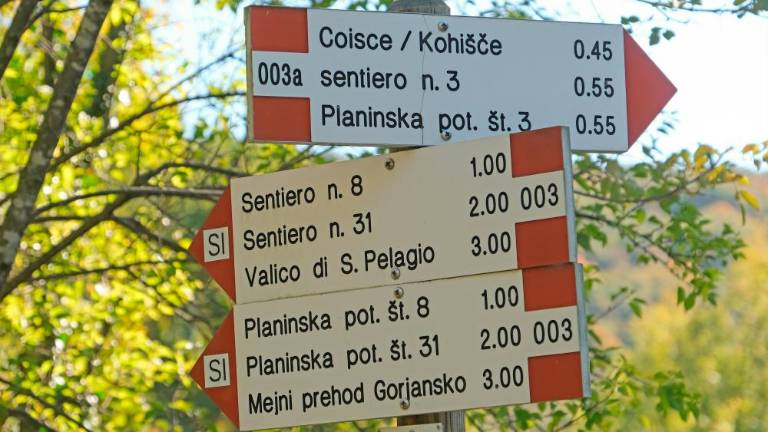 Coisce / Kohišče 0.45
003a sentiero n. 3 0.55
Planinska pot. št. 3 0.55
Sentiero n. 8 1.00
SI Sentiero n. 31 2.00 003
Valico di S. Pelagio 3.00
Planinska pot. št. 8 1.00
SI Planinska pot. št. 31 2.00 003
Mejni prehod Gorjansko 3.00